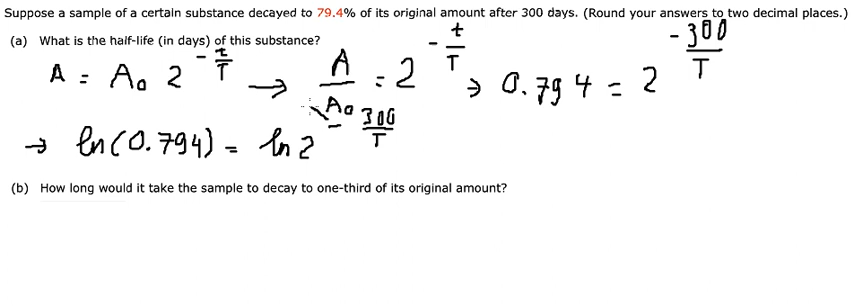 Suppose a sample of a certain substance decayed to 79.4% of its original amount after 300 days. (Round your answers to two decimal places.)
(a) What is the half-life (in days) of this substance?
A = A₀ 2^(-t/T) → A/A₀ = 2^(-t/T) → 0.794 = 2^(-300/T)
→ ln(0.794) = ln 2^(-300/T)
(b) How long would it take the sample to decay to one-third of its original amount?